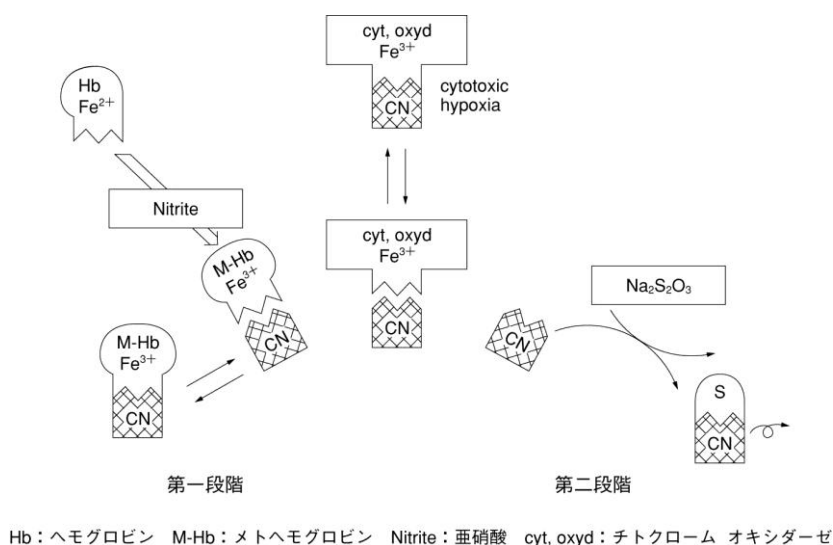 cyt, oxyd
Fe³⁺
CN
cytotoxic
hypoxia
Hb
Fe²⁺
Nitrite
M-Hb
Fe³⁺
CN
cyt, oxyd
Fe³⁺
CN
M-Hb
Fe³⁺
CN
Na₂S₂O₃
CN
S
CN
第一段階
第二段階
Hb：ヘモグロビン M-Hb：メトヘモグロビン Nitrite：亜硝酸 cyt, oxyd：チトクローム オキシダーゼ